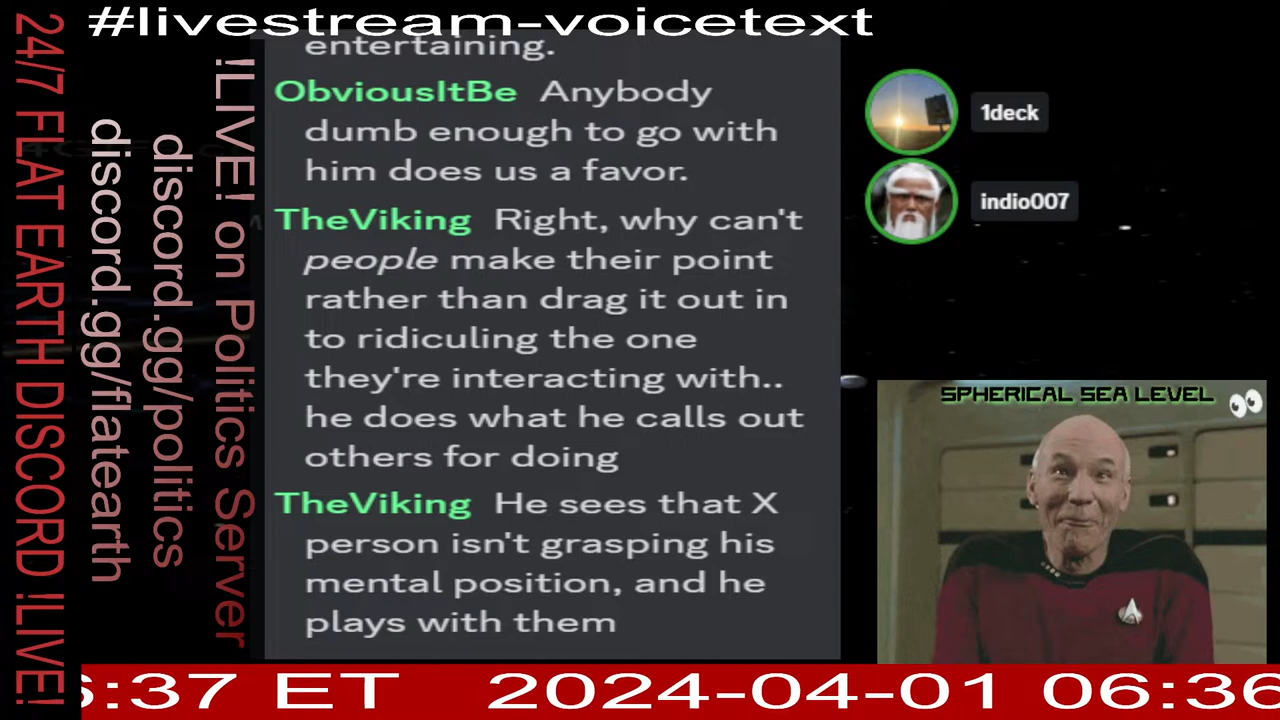 #livestream-voicetext
24/7 FLAT EARTH DISCORD !LIVE!
discord.gg/flatearth
discord.gg/politics
!LIVE! on Politics Server
entertaining.
ObviousItBe Anybody
dumb enough to go with
him does us a favor.
TheViking Right, why can't
people make their point
rather than drag it out in
to ridiculing the one
they're interacting with..
he does what he calls out
others for doing
TheViking He sees that X
person isn't grasping his
mental position, and he
plays with them
1deck
indio007
SPHERICAL SEA LEVEL
:37 ET 2024-04-01 06:36